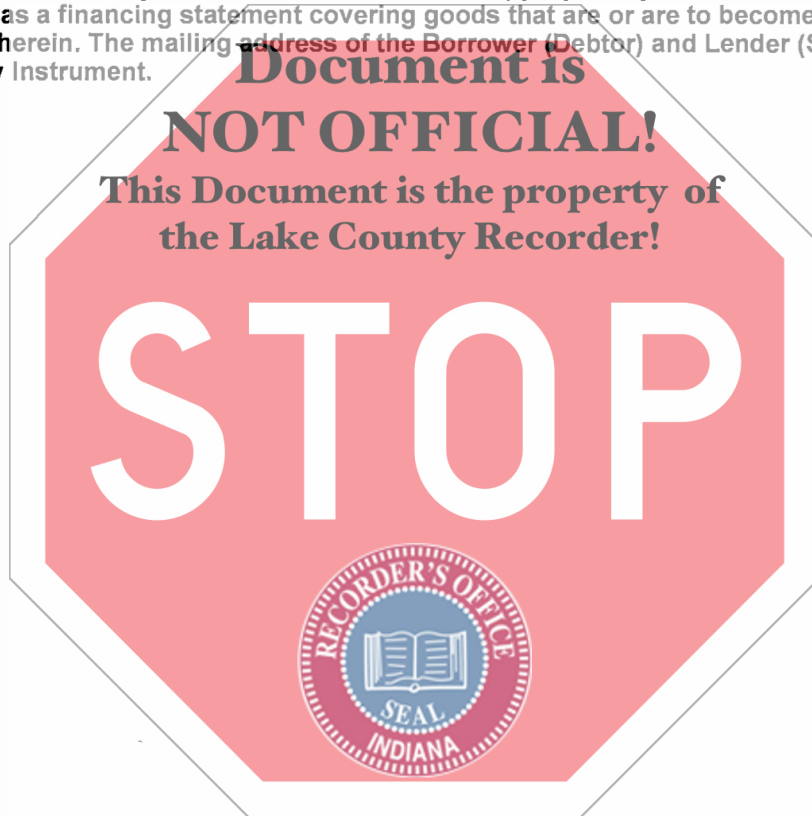 as a financing statement covering goods that are or are to become
herein. The mailing address of the Borrower (Debtor) and Lender (S
Instrument.
Document is
NOT OFFICIAL!
This Document is the property of
the Lake County Recorder!
STOP
RECORDER'S OFFICE
SEAL
INDIANA